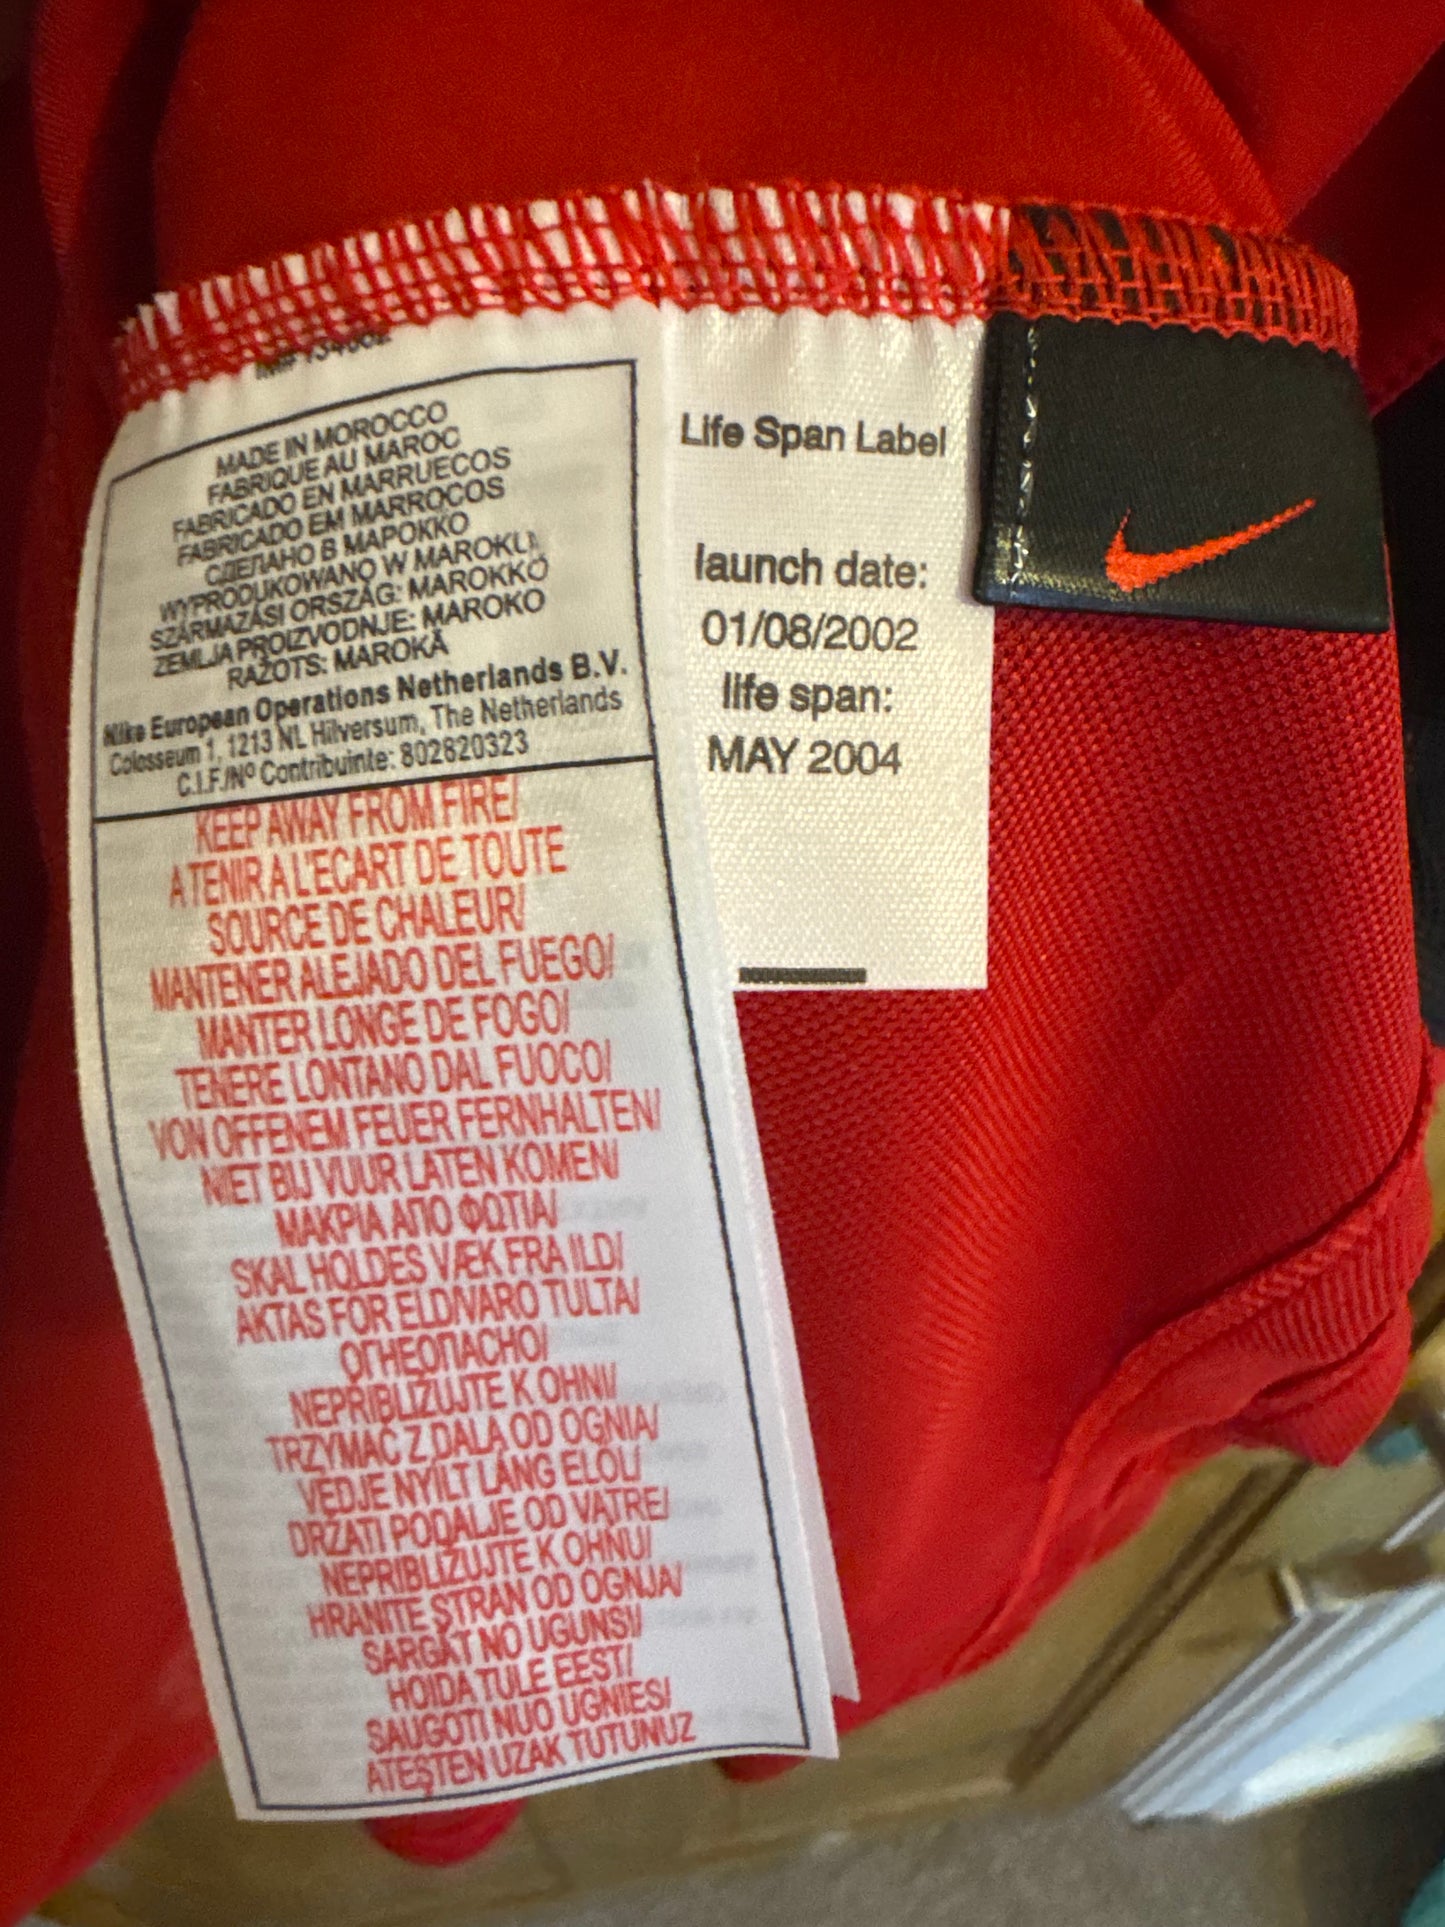 MADE IN MOROCCO
FABRIQUE AU MAROC
FABRICADO EN MARRUECOS
FABRICADO EM MARROCOS
СДЕЛАНО В МАРОККО
WYPRODUKOWANO W MAROKU
SZÁRMAZÁSI ORSZÁG: MAROKKÓ
ZEMLJA PROIZVODNJE: MAROKO
RAŽOTS: MAROKĀ
Nike European Operations Netherlands B.V.
Colosseum 1, 1213 NL Hilversum, The Netherlands
C.I.F./Nº Contribuinte: 802820323
KEEP AWAY FROM FIRE/
A TENIR A L'ECART DE TOUTE
SOURCE DE CHALEUR/
MANTENER ALEJADO DEL FUEGO/
MANTER LONGE DE FOGO/
TENERE LONTANO DAL FUOCO/
VON OFFENEM FEUER FERNHALTEN/
NIET BIJ VUUR LATEN KOMEN/
ΜΑΚΡΙΑ ΑΠΟ ΦΩΤΙΑ/
SKAL HOLDES VÆK FRA ILD/
AKTAS FOR ELD/VARO TULTA/
ОГНЕОПАСНО/
NEPRIBLIŽUJTE K OHNI/
TRZYMAĆ Z DALA OD OGNIA/
VEDJE NYÍLT LÁNG ELŐL/
DRŽATI PODALJE OD VATRE/
NEPRIBLIŽUJTE K OHŇU/
HRANITE STRAN OD OGNJA/
SARGĀT NO UGUNS/
HOIDA TULE EEST/
SAUGOTI NUO UGNIES/
ATEŞTEN UZAK TUTUNUZ
Life Span Label
launch date:
01/08/2002
life span:
MAY 2004